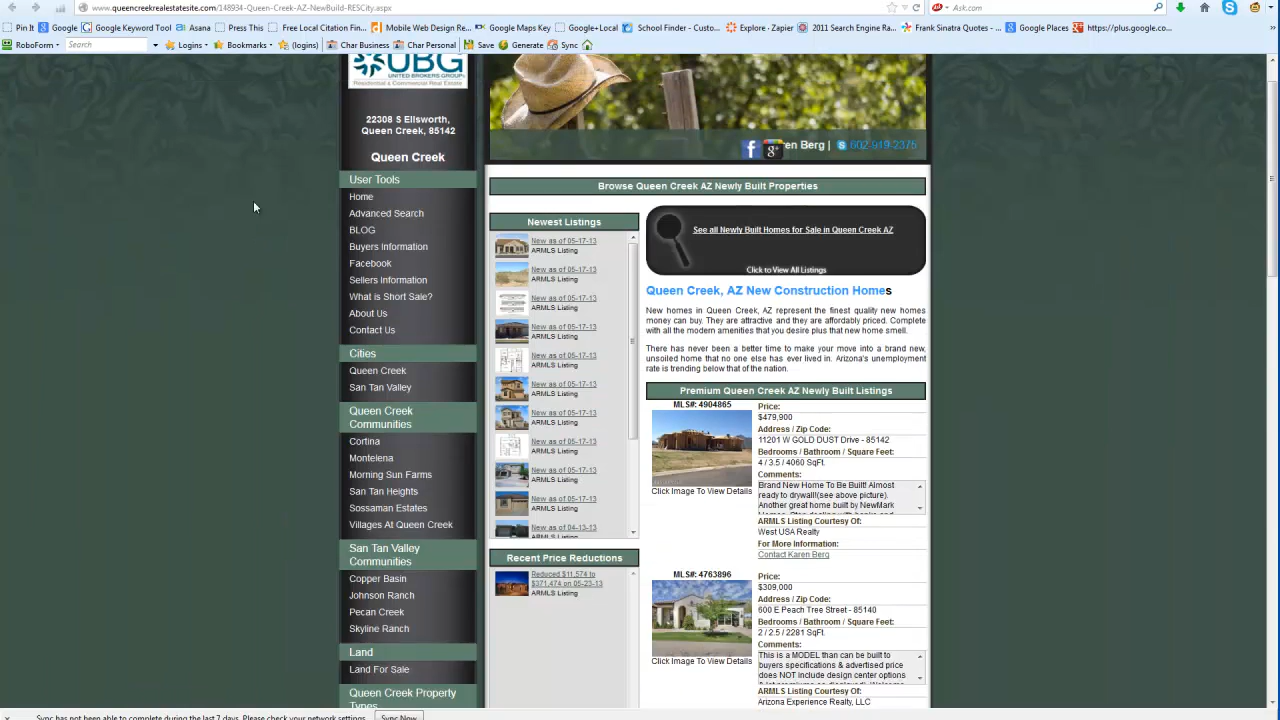 www.queencreekrealestatesite.com/148934-Queen-Creek-AZ-NewBuild-RESCity.aspx
Ask.com
Pin It
Google
Google Keyword Tool
Asana
Press This
Free Local Citation Fin...
Mobile Web Design Re...
Google Maps Key
Google+Local
School Finder - Custo...
Explore - Zapier
2011 Search Engine Ra...
Frank Sinatra Quotes - ...
Google Places
https://plus.google.co...
RoboForm
Search
Logins
Bookmarks
(logins)
Char Business
Char Personal
Save
Generate
Sync
UBG
UNITED BROKERS GROUP
Residential & Commercial Real Estate
22308 S Ellsworth,
Queen Creek, 85142
Queen Creek
User Tools
Home
Advanced Search
BLOG
Buyers Information
Facebook
Sellers Information
What is Short Sale?
About Us
Contact Us
Cities
Queen Creek
San Tan Valley
Queen Creek
Communities
Cortina
Montelena
Morning Sun Farms
San Tan Heights
Sossaman Estates
Villages At Queen Creek
San Tan Valley
Communities
Copper Basin
Johnson Ranch
Pecan Creek
Skyline Ranch
Land
Land For Sale
Queen Creek Property
Types
en Berg | 602-919-2375
Browse Queen Creek AZ Newly Built Properties
Newest Listings
New as of 05-17-13
ARMLS Listing
New as of 05-17-13
ARMLS Listing
New as of 05-17-13
ARMLS Listing
New as of 05-17-13
ARMLS Listing
New as of 05-17-13
ARMLS Listing
New as of 05-17-13
ARMLS Listing
New as of 05-17-13
ARMLS Listing
New as of 05-17-13
ARMLS Listing
New as of 05-17-13
ARMLS Listing
New as of 05-17-13
ARMLS Listing
New as of 04-13-13
ARMLS Listing
Recent Price Reductions
Reduced $11,574 to
$371,474 on 05-23-13
ARMLS Listing
See all Newly Built Homes for Sale in Queen Creek AZ
Click to View All Listings
Queen Creek, AZ New Construction Homes
New homes in Queen Creek, AZ represent the finest quality new homes
money can buy. They are attractive and they are affordably priced. Complete
with all the modern amenities that you desire plus that new home smell.
There has never been a better time to make your move into a brand new,
unsoiled home that no one else has ever lived in. Arizona's unemployment
rate is trending below that of the nation.
Premium Queen Creek AZ Newly Built Listings
MLS#: 4904865
Click Image To View Details
Price:
$479,900
Address / Zip Code:
11201 W GOLD DUST Drive - 85142
Bedrooms / Bathroom / Square Feet:
4 / 3.5 / 4060 SqFt.
Comments:
Brand New Home To Be Built! Almost
ready to drywall!(see above picture).
Another great home built by NewMark
ARMLS Listing Courtesy Of:
West USA Realty
For More Information:
Contact Karen Berg
MLS#: 4763896
Click Image To View Details
Price:
$309,000
Address / Zip Code:
600 E Peach Tree Street - 85140
Bedrooms / Bathroom / Square Feet:
2 / 2.5 / 2281 SqFt.
Comments:
This is a MODEL than can be built to
buyers specifications & advertised price
does NOT include design center options
ARMLS Listing Courtesy Of:
Arizona Experience Realty, LLC
Sync has not been able to complete during the last 7 days. Please check your network settings.
Sync Now